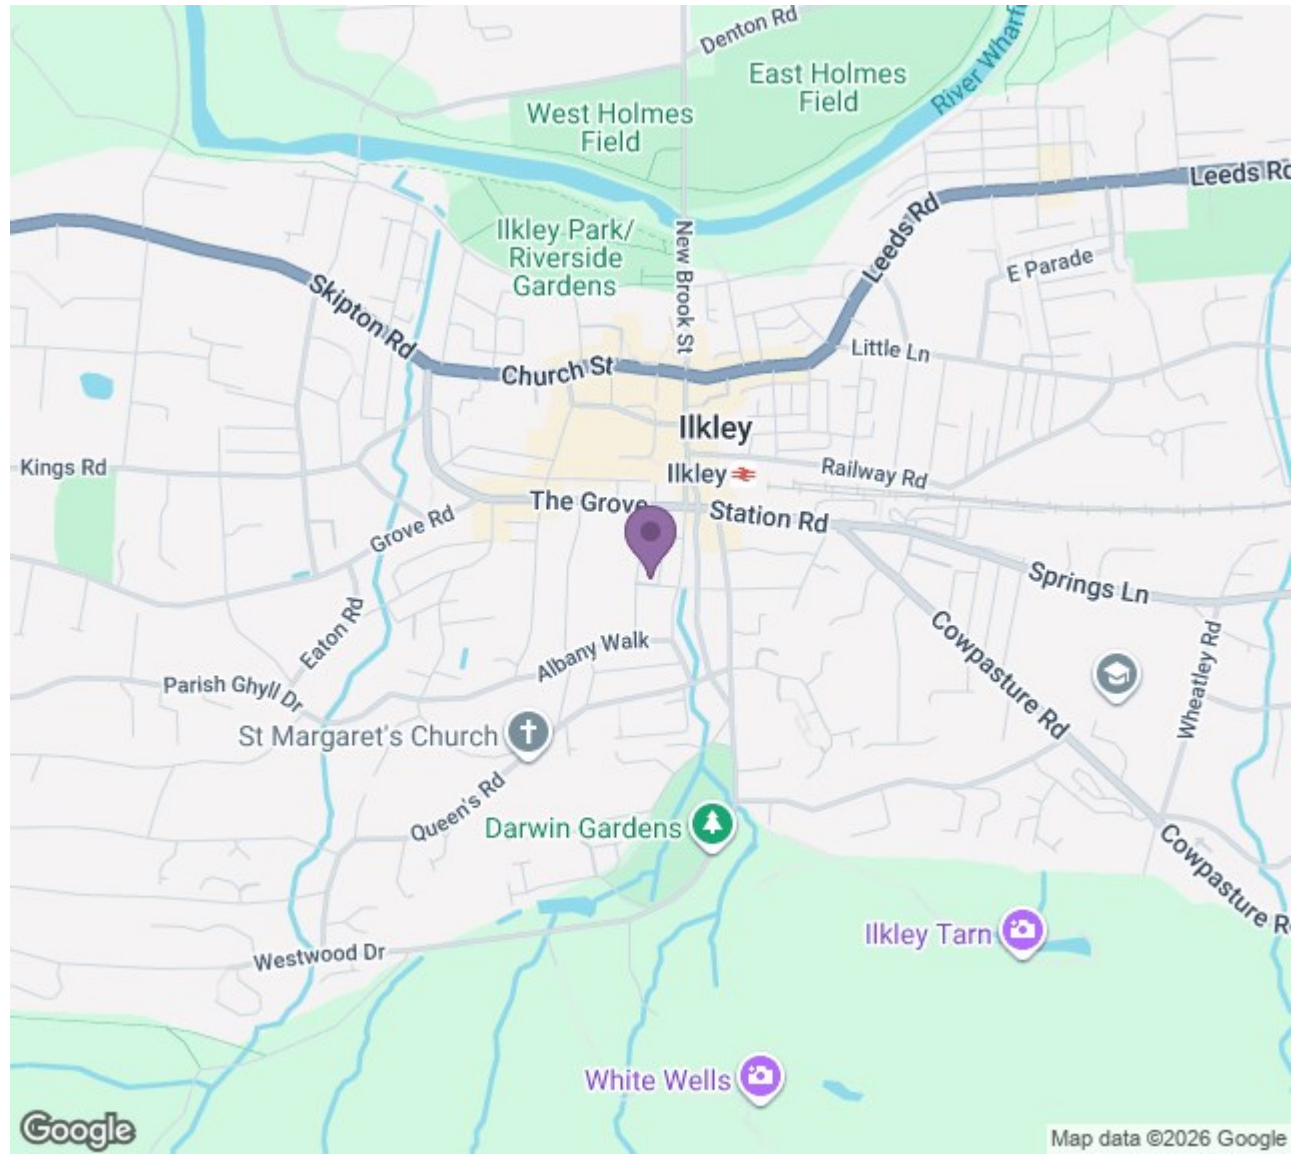 Denton Rd
East Holmes
Field
River Wharf
West Holmes
Field
Leeds Rd
Leeds Rd
Ilkley Park/
Riverside
Gardens
New Brook St
E Parade
Skipton Rd
Little Ln
Church St
Ilkley
Kings Rd
Ilkley
Railway Rd
The Grove
Station Rd
Grove Rd
Springs Ln
Eaton Rd
Albany Walk
Cowpasture Rd
Wheatley Rd
Parish Ghyll Dr
St Margaret's Church
Queen's Rd
Darwin Gardens
Cowpasture R
Ilkley Tarn
Westwood Dr
White Wells
Google
Map data ©2026 Google